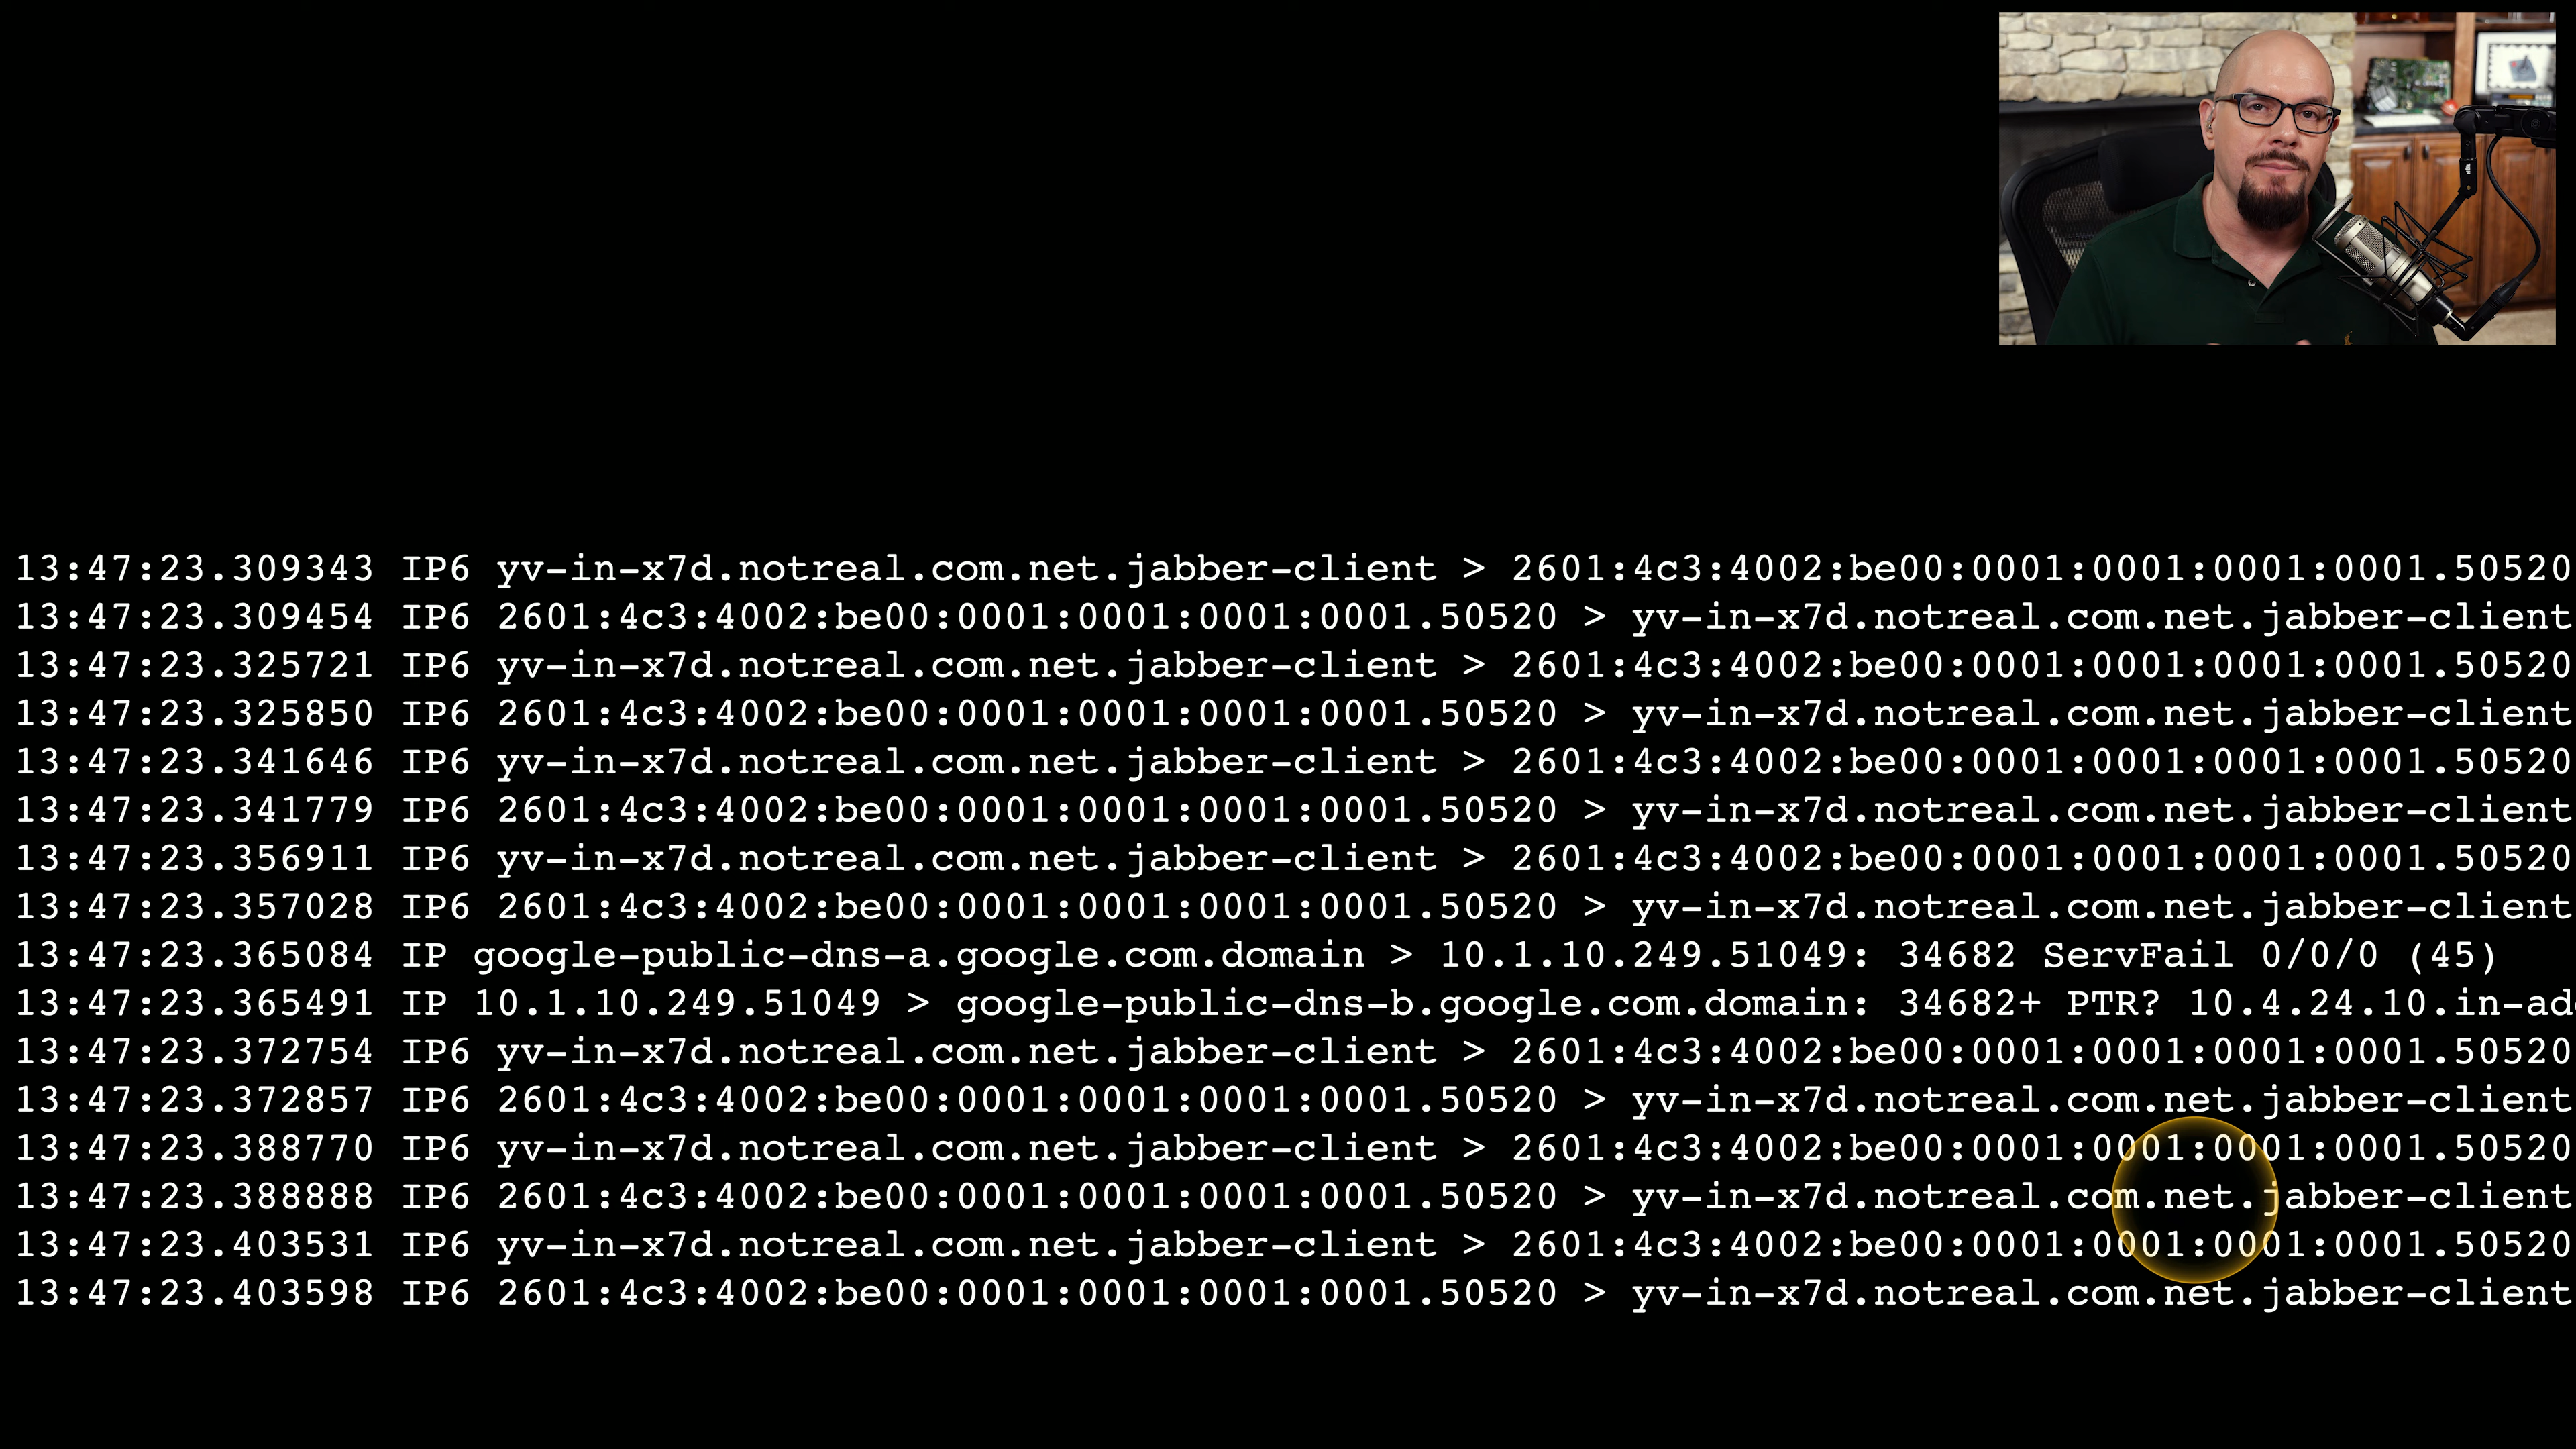 13:47:23.309343 IP6 yv-in-x7d.notreal.com.net.jabber-client > 2601:4c3:4002:be00:0001:0001:0001:0001.50520
13:47:23.309454 IP6 2601:4c3:4002:be00:0001:0001:0001:0001.50520 > yv-in-x7d.notreal.com.net.jabber-client
13:47:23.325721 IP6 yv-in-x7d.notreal.com.net.jabber-client > 2601:4c3:4002:be00:0001:0001:0001:0001.50520
13:47:23.325850 IP6 2601:4c3:4002:be00:0001:0001:0001:0001.50520 > yv-in-x7d.notreal.com.net.jabber-client
13:47:23.341646 IP6 yv-in-x7d.notreal.com.net.jabber-client > 2601:4c3:4002:be00:0001:0001:0001:0001.50520
13:47:23.341779 IP6 2601:4c3:4002:be00:0001:0001:0001:0001.50520 > yv-in-x7d.notreal.com.net.jabber-client
13:47:23.356911 IP6 yv-in-x7d.notreal.com.net.jabber-client > 2601:4c3:4002:be00:0001:0001:0001:0001.50520
13:47:23.357028 IP6 2601:4c3:4002:be00:0001:0001:0001:0001.50520 > yv-in-x7d.notreal.com.net.jabber-client
13:47:23.365084 IP google-public-dns-a.google.com.domain > 10.1.10.249.51049: 34682 ServFail 0/0/0 (45)
13:47:23.365491 IP 10.1.10.249.51049 > google-public-dns-b.google.com.domain: 34682+ PTR? 10.4.24.10.in-ad
13:47:23.372754 IP6 yv-in-x7d.notreal.com.net.jabber-client > 2601:4c3:4002:be00:0001:0001:0001:0001.50520
13:47:23.372857 IP6 2601:4c3:4002:be00:0001:0001:0001:0001.50520 > yv-in-x7d.notreal.com.net.jabber-client
13:47:23.388770 IP6 yv-in-x7d.notreal.com.net.jabber-client > 2601:4c3:4002:be00:0001:0001:0001:0001.50520
13:47:23.388888 IP6 2601:4c3:4002:be00:0001:0001:0001:0001.50520 > yv-in-x7d.notreal.com.net.jabber-client
13:47:23.403531 IP6 yv-in-x7d.notreal.com.net.jabber-client > 2601:4c3:4002:be00:0001:0001:0001:0001.50520
13:47:23.403598 IP6 2601:4c3:4002:be00:0001:0001:0001:0001.50520 > yv-in-x7d.notreal.com.net.jabber-client